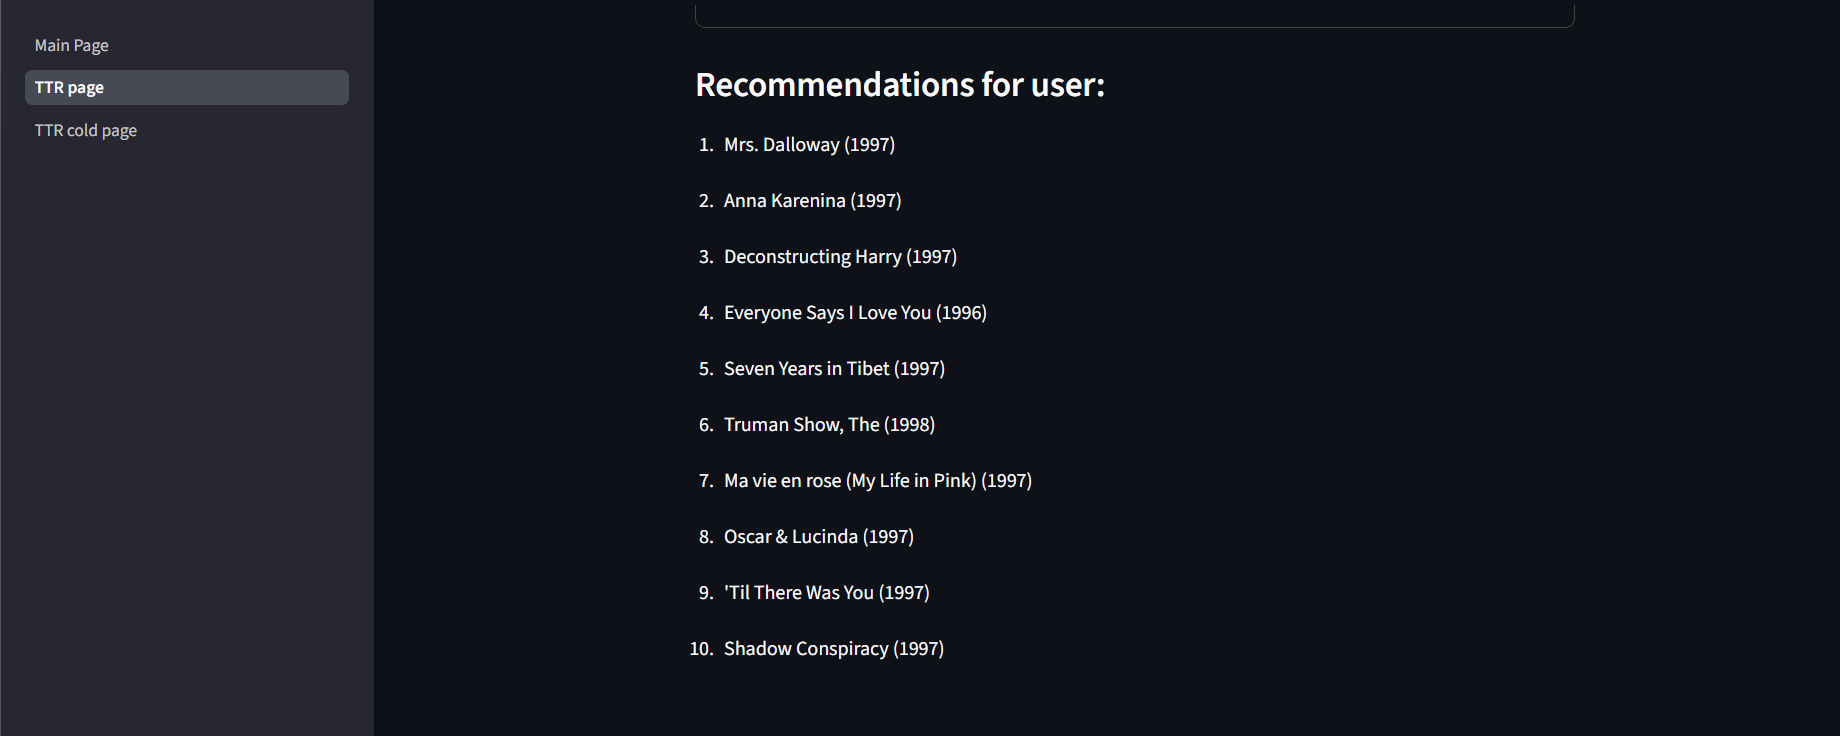 Main Page
TTR page
TTR cold page
Recommendations for user:
1. Mrs. Dalloway (1997)
2. Anna Karenina (1997)
3. Deconstructing Harry (1997)
4. Everyone Says I Love You (1996)
5. Seven Years in Tibet (1997)
6. Truman Show, The (1998)
7. Ma vie en rose (My Life in Pink) (1997)
8. Oscar & Lucinda (1997)
9. 'Til There Was You (1997)
10. Shadow Conspiracy (1997)